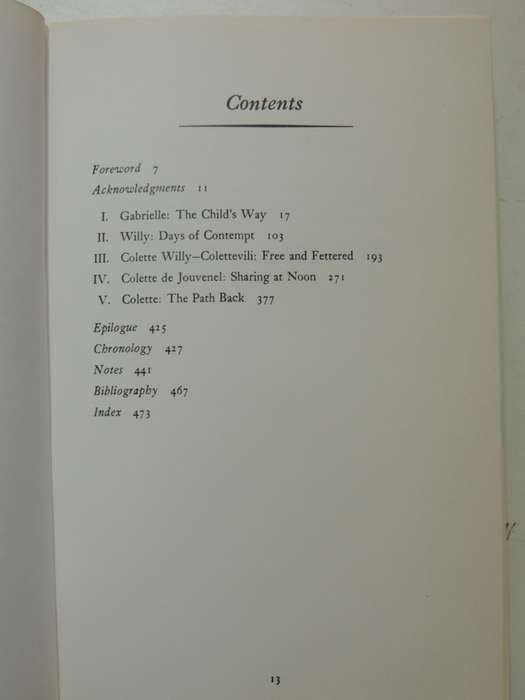 Contents
Foreword 7
Acknowledgments 11
I. Gabrielle: The Child's Way 17
II. Willy: Days of Contempt 103
III. Colette Willy—Colettevili: Free and Fettered 193
IV. Colette de Jouvenel: Sharing at Noon 271
V. Colette: The Path Back 377
Epilogue 425
Chronology 427
Notes 441
Bibliography 467
Index 473
13